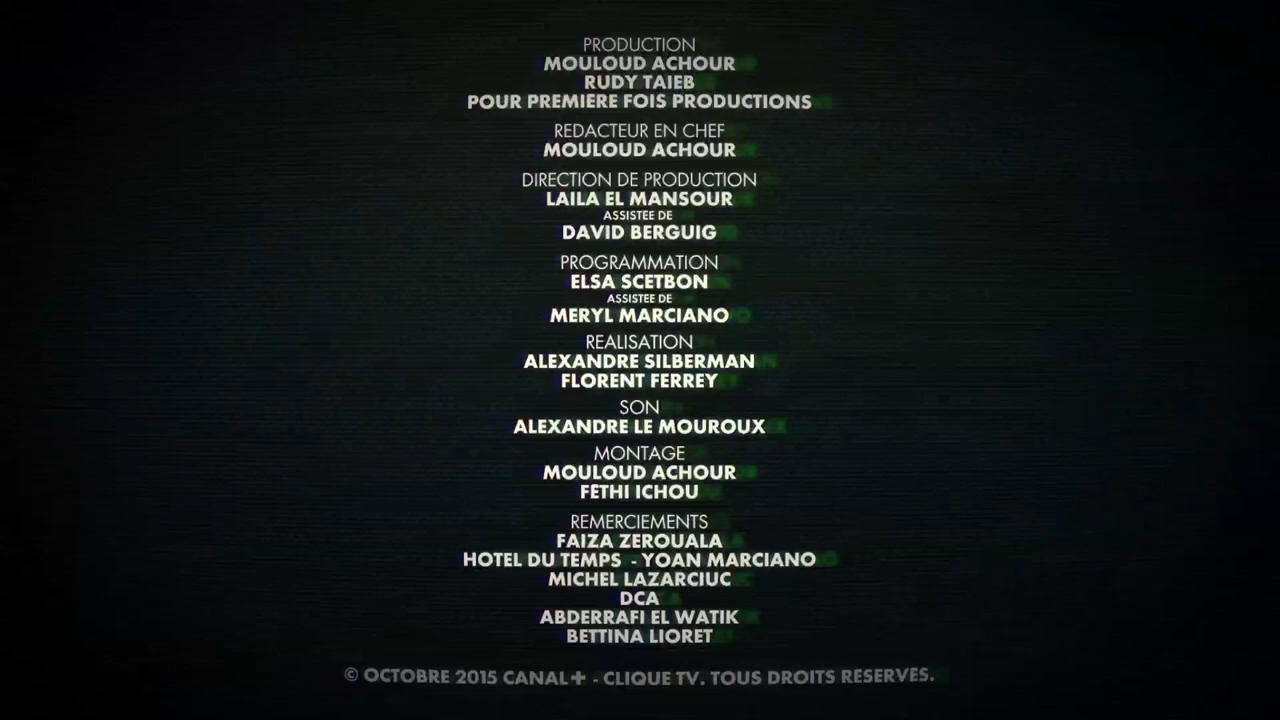 PRODUCTION
MOULOUD ACHOUR
RUDY TAIEB
POUR PREMIERE FOIS PRODUCTIONS
REDACTEUR EN CHEF
MOULOUD ACHOUR
DIRECTION DE PRODUCTION
LAILA EL MANSOUR
ASSISTEE DE
DAVID BERGUIG
PROGRAMMATION
ELSA SCETBON
ASSISTEE DE
MERYL MARCIANO
REALISATION
ALEXANDRE SILBERMAN
FLORENT FERREY
SON
ALEXANDRE LE MOUROUX
MONTAGE
MOULOUD ACHOUR
FETHI ICHOU
REMERCIEMENTS
FAIZA ZEROUALA
HOTEL DU TEMPS - YOAN MARCIANO
MICHEL LAZARCIUC
DCA
ABDERRAFI EL WATIK
BETTINA LIORET
© OCTOBRE 2015 CANAL+ - CLIQUE TV. TOUS DROITS RESERVES.